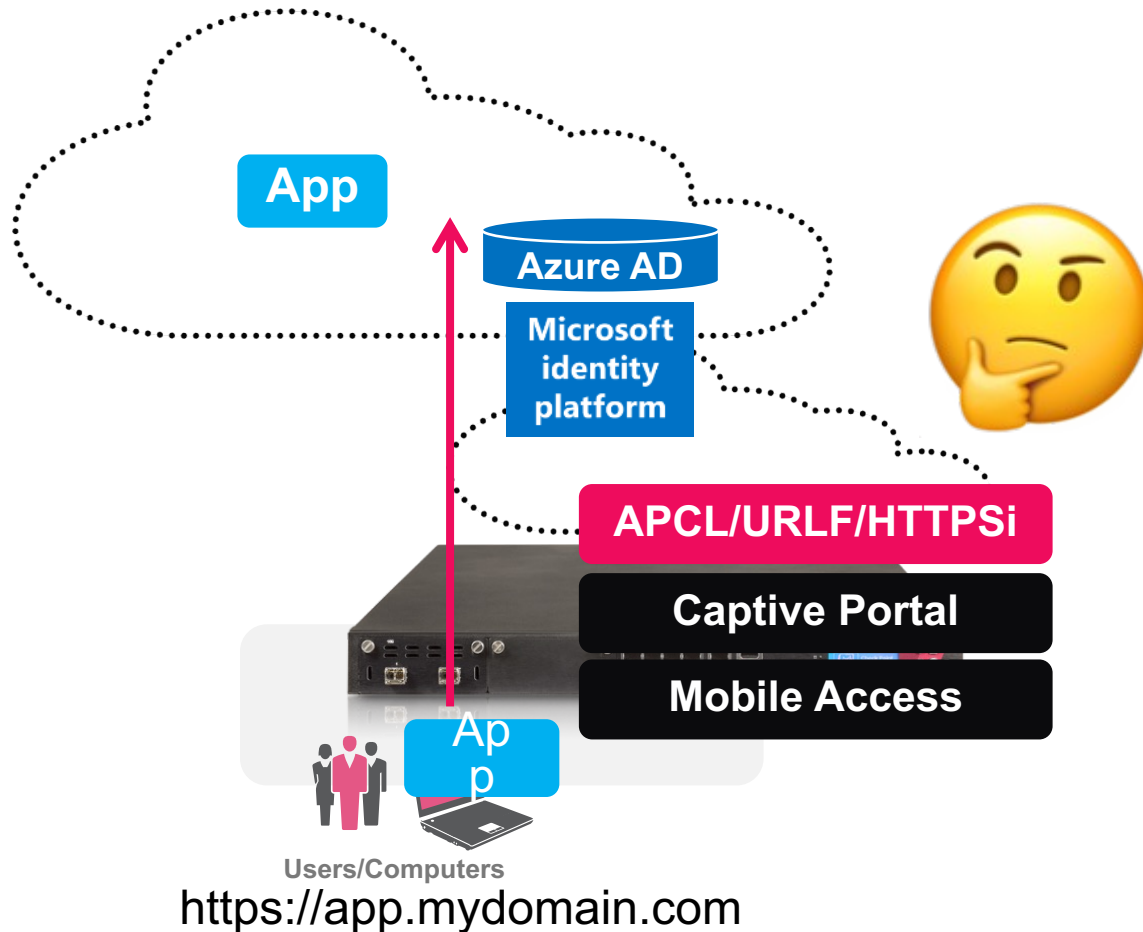 App
Azure AD
Microsoft
identity
platform
APCL/URLF/HTTPSi
Captive Portal
Mobile Access
Ap
p
Users/Computers
https://app.mydomain.com